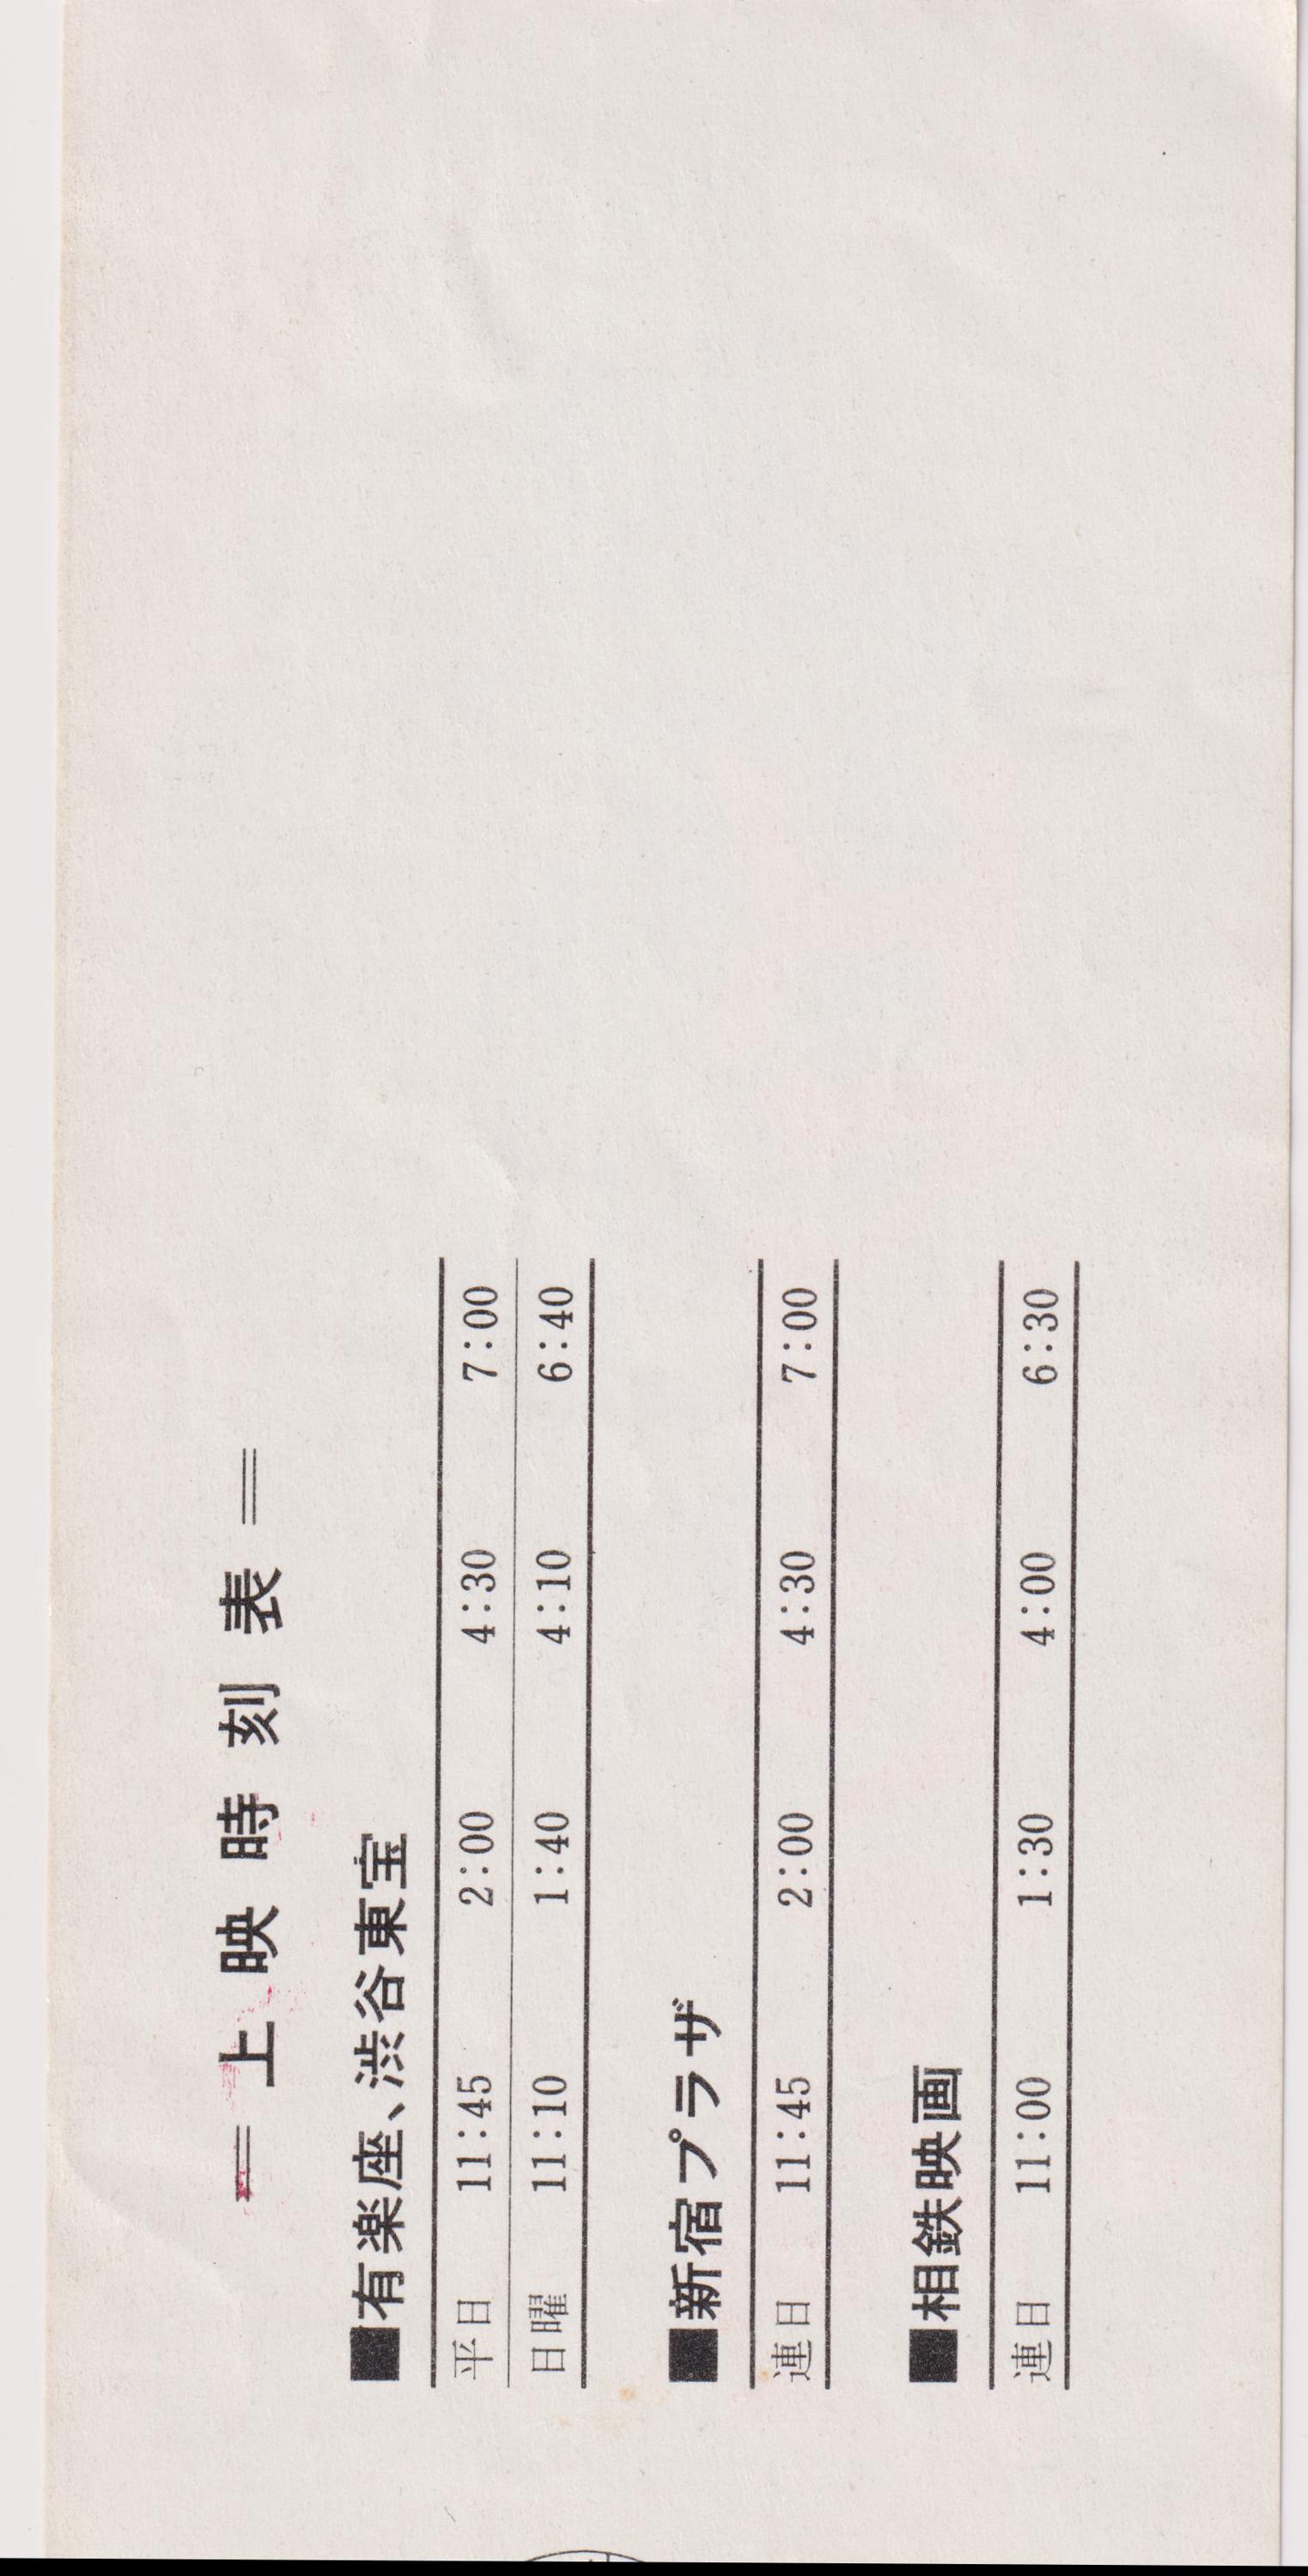 ＝ 上映時刻表 ＝
■有楽座、渋谷東宝
平日 11:45 2:00 4:30 7:00
日曜 11:10 1:40 4:10 6:40
■新宿プラザ
連日 11:45 2:00 4:30 7:00
■相鉄映画
連日 11:00 1:30 4:00 6:30